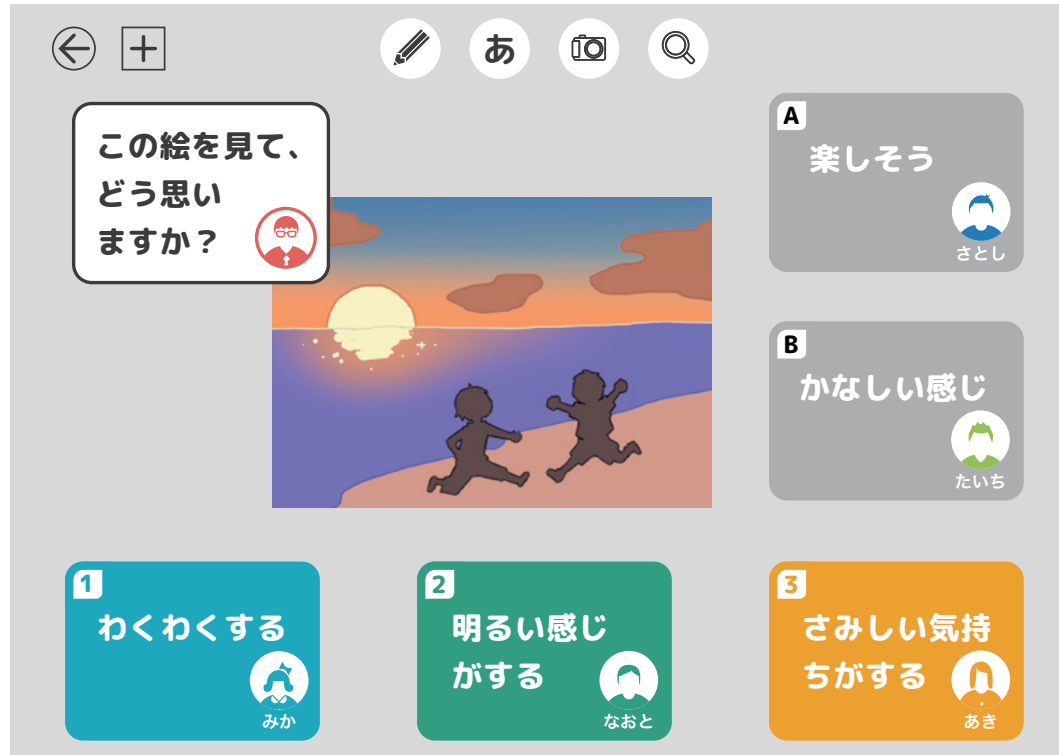 あ
この絵を見て、
どう思い
ますか？
A
楽しそう
さとし
B
かなしい感じ
たいち
1
わくわくする
みか
2
明るい感じ
がする
なおと
3
さみしい気持
ちがする
あき